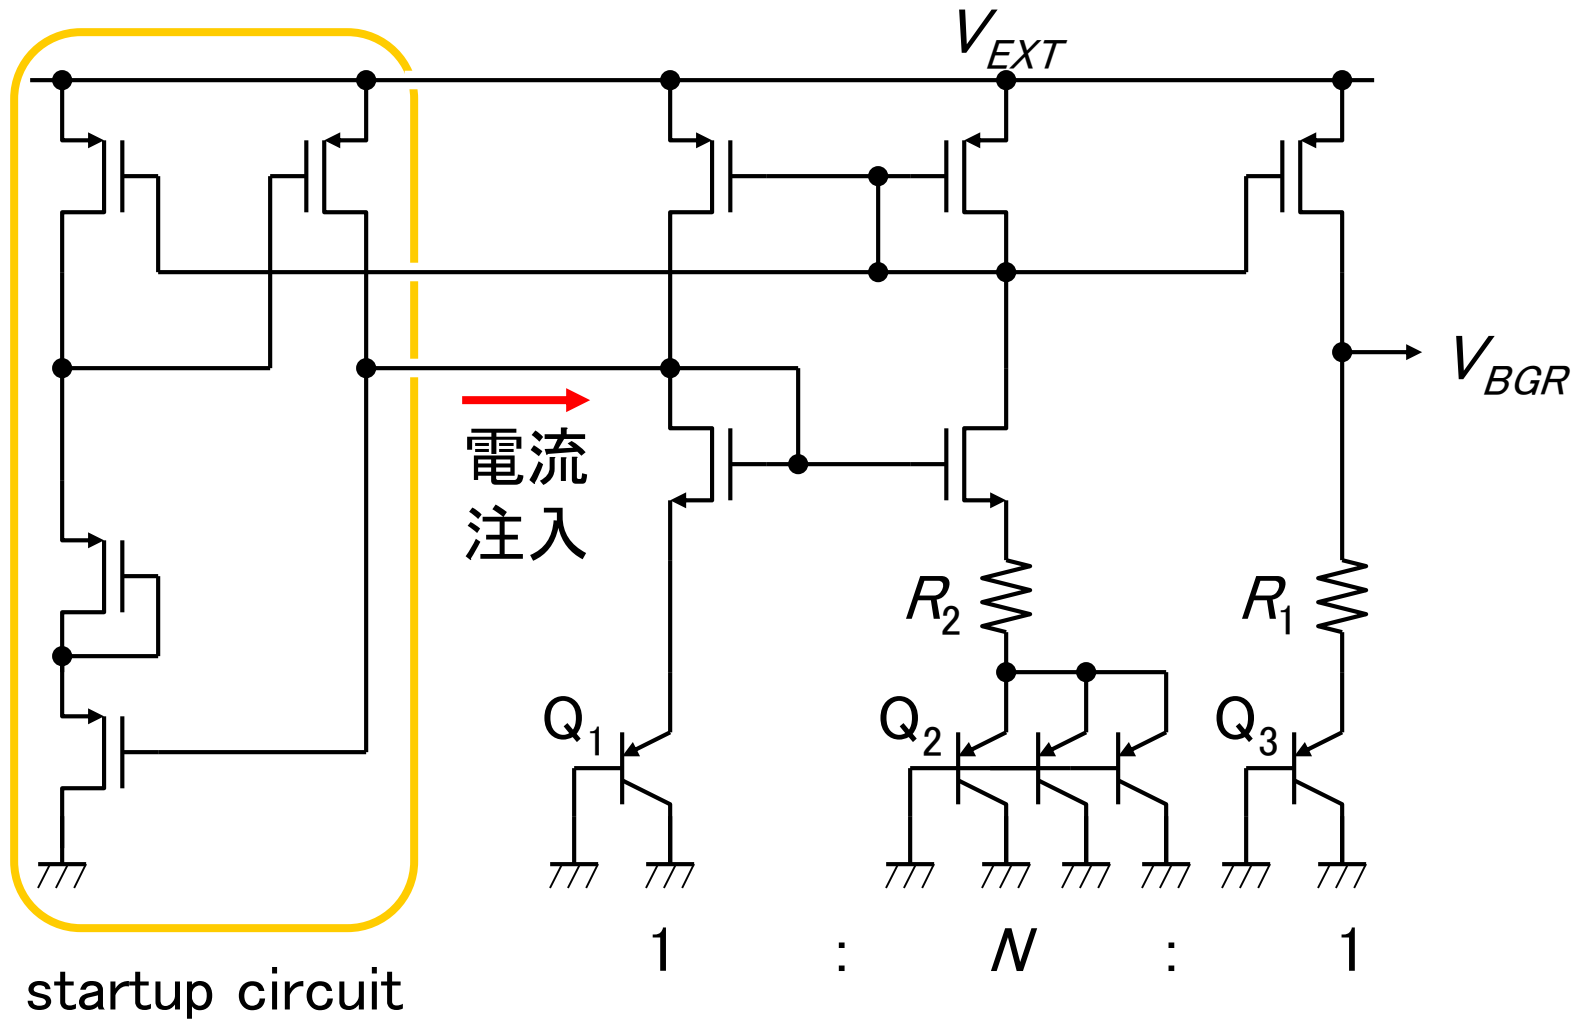 V_EXT
V_BGR
電流
注入
R_2
R_1
Q_1
Q_2
Q_3
1 : N : 1
startup circuit